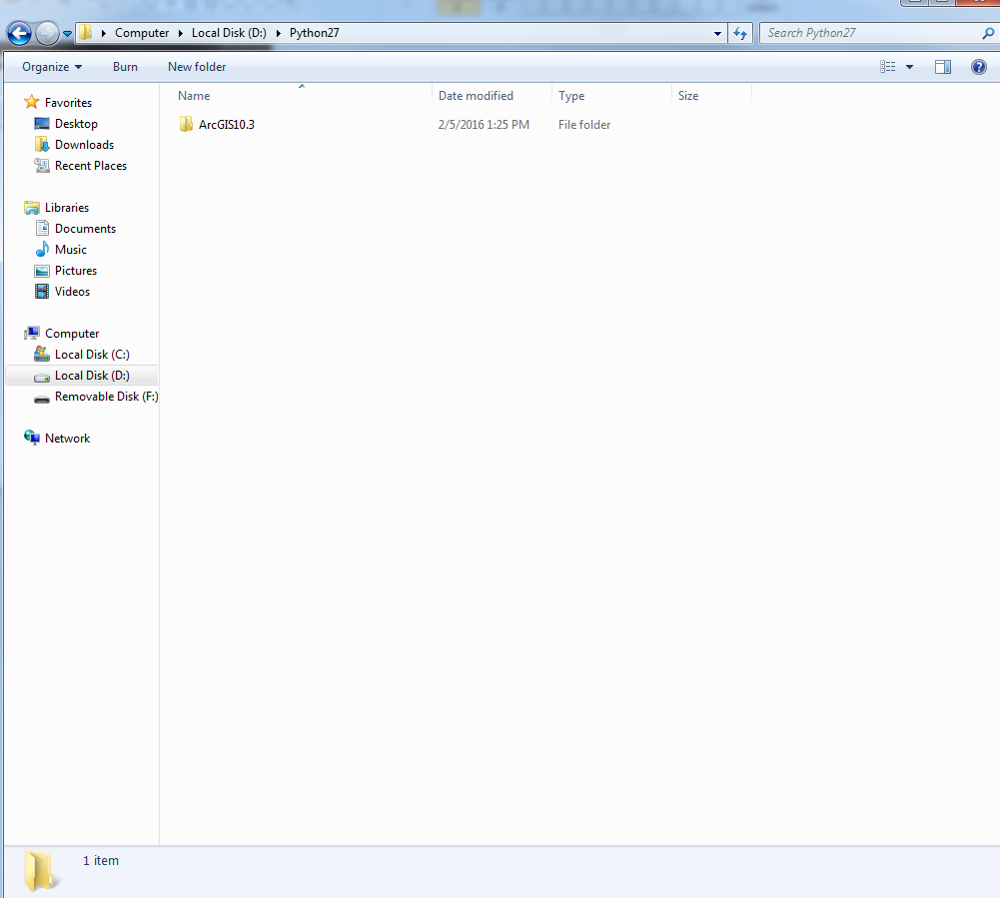 Computer Local Disk (D:) Python27 Search Python27
Organize Burn New folder
Name Date modified Type Size
ArcGIS10.3 2/5/2016 1:25 PM File folder
Favorites
Desktop
Downloads
Recent Places
Libraries
Documents
Music
Pictures
Videos
Computer
Local Disk (C:)
Local Disk (D:)
Removable Disk (F:)
Network
1 item